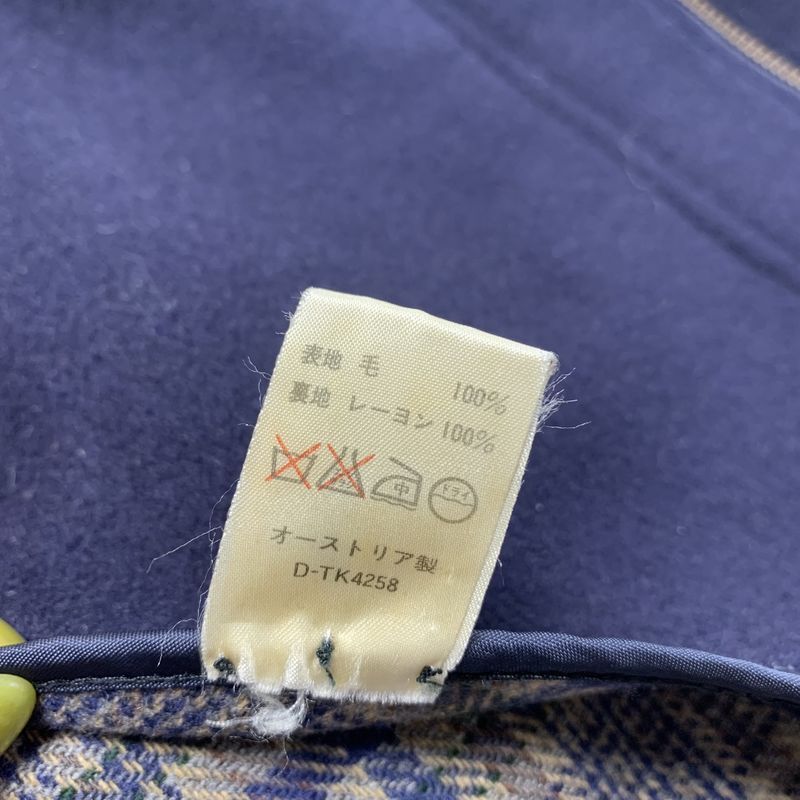 表地 毛 100%
裏地 レーヨン 100%
中 ドライ
オーストリア製
D-TK4258